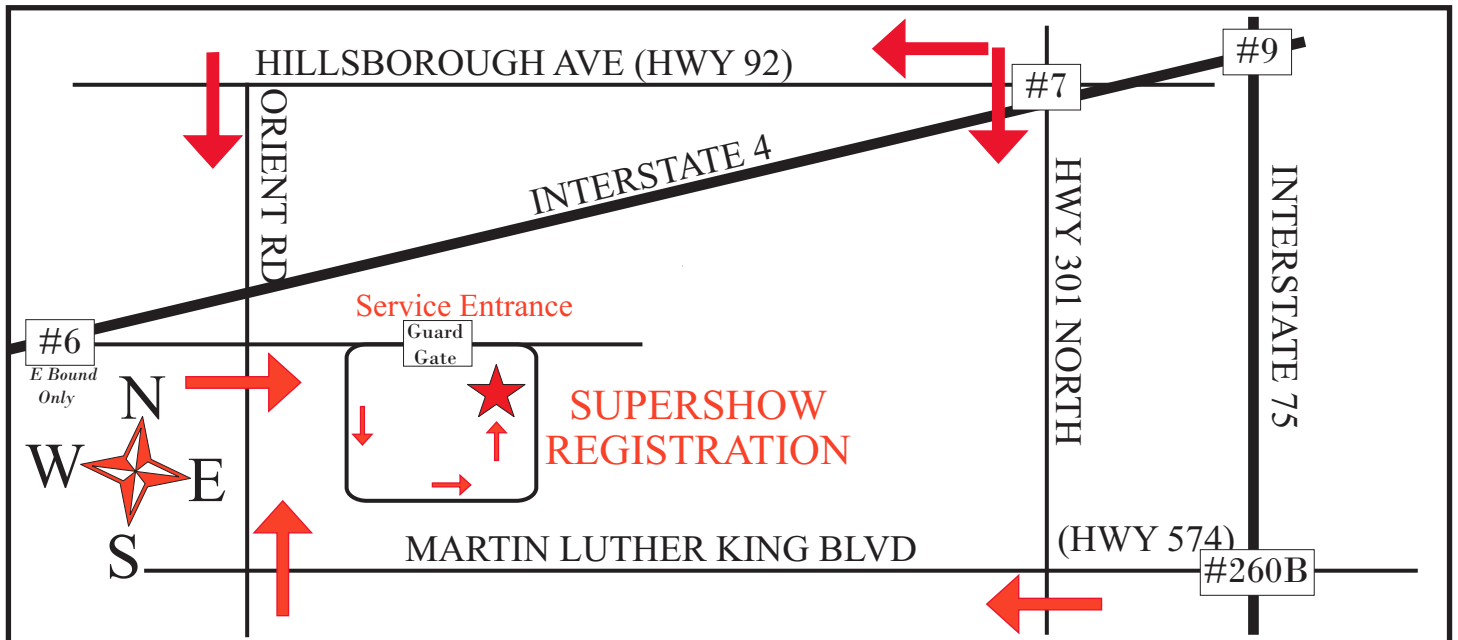 HILLSBOROUGH AVE (HWY 92)
#9
#7
ORIENT RD
INTERSTATE 4
HWY 301 NORTH
INTERSTATE 75
Service Entrance
#6
Guard
Gate
E Bound
Only
N
W
E
S
SUPERSHOW
REGISTRATION
MARTIN LUTHER KING BLVD
(HWY 574)
#260B